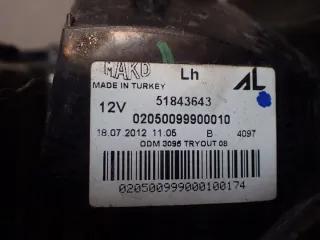 MAKO Lh AL
MADE IN TURKEY
12V 51843643
02050099900010
18.07.2012 11:05 B 4097
ODM 3095 TRYOUT 08
020500999000100174